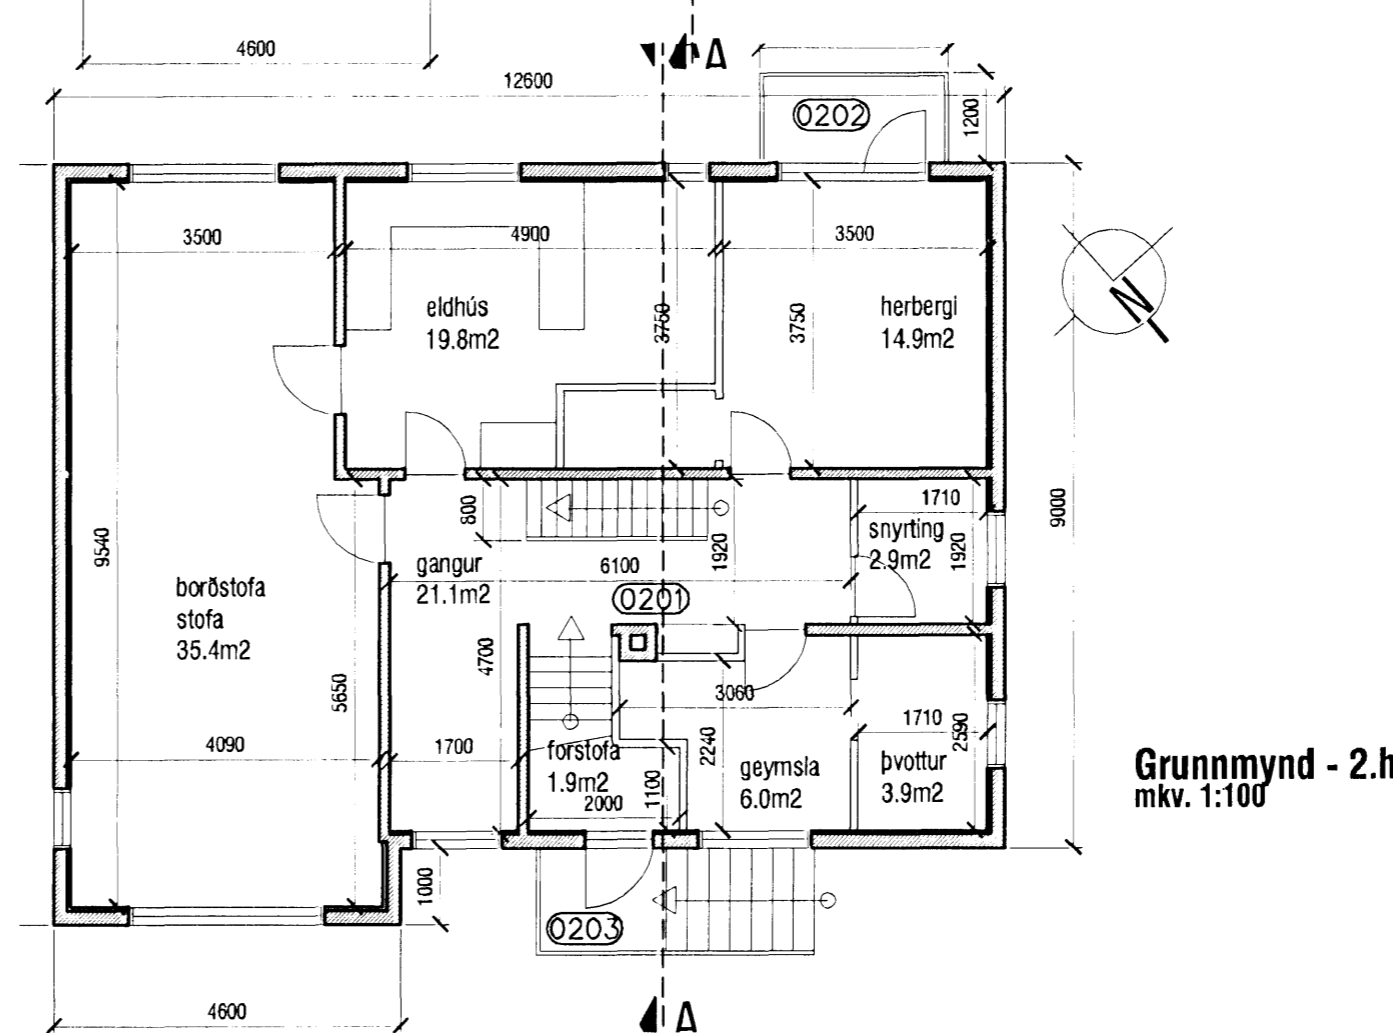 4600
A
12600
0202
1200
3500
4900
3500
N
eldhús
19.8m2
3750
3750
herbergi
14.9m2
9540
800
1710
snyrting
2.9m2
1920
1920
9000
gangur
21.1m2
6100
0201
borðstofa
stofa
35.4m2
5650
4700
3060
2240
1710
2590
4090
1700
forstofa
1.9m2
2000
1100
geymsla
6.0m2
þvottur
3.9m2
Grunnmynd - 2.h
mkv. 1:100
1000
0203
4600
A